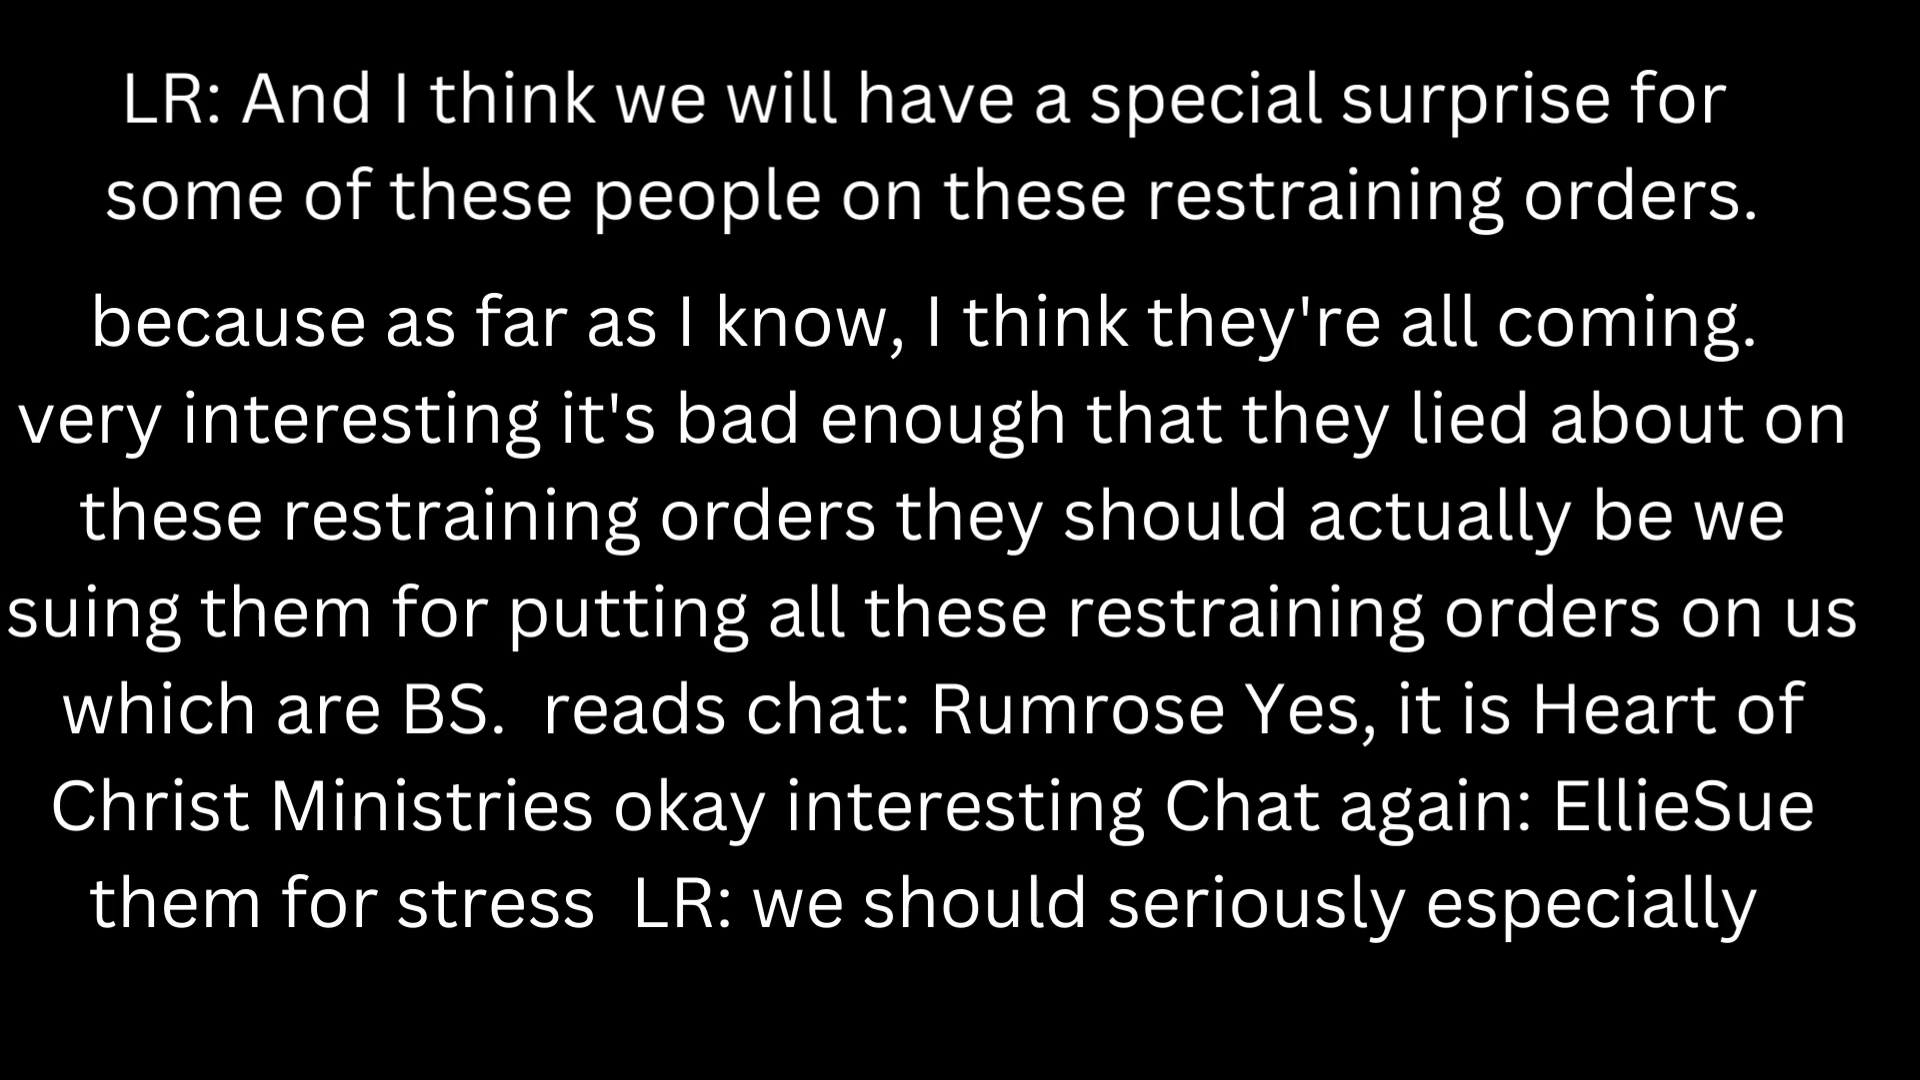 LR: And I think we will have a special surprise for
some of these people on these restraining orders.
because as far as I know, I think they're all coming.
very interesting it's bad enough that they lied about on
these restraining orders they should actually be we
suing them for putting all these restraining orders on us
which are BS.  reads chat: Rumrose Yes, it is Heart of
Christ Ministries okay interesting Chat again: EllieSue
them for stress  LR: we should seriously especially